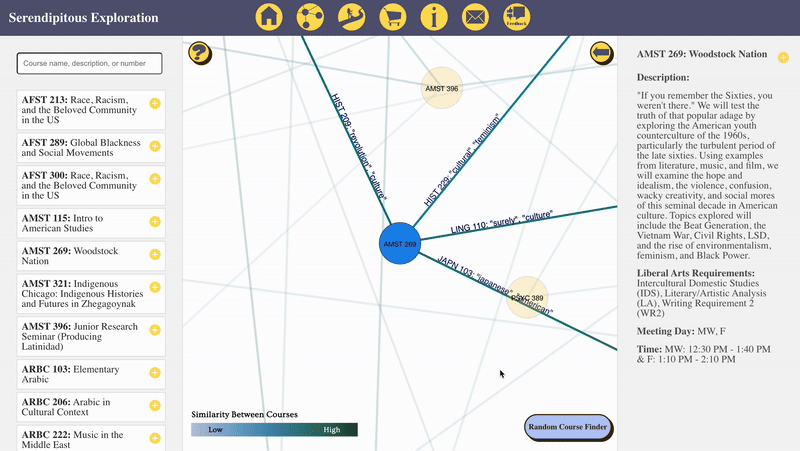 Serendipitous Exploration
Feedback
Course name, description, or number
AFST 213: Race, Racism,
and the Beloved Community
in the US
AFST 289: Global Blackness
and Social Movements
AFST 300: Race, Racism,
and the Beloved Community
in the US
AMST 115: Intro to
American Studies
AMST 269: Woodstock
Nation
AMST 321: Indigenous
Chicago: Indigenous Histories
and Futures in Zhegagoynak
AMST 396: Junior Research
Seminar (Producing
Latinidad)
ARBC 103: Elementary
Arabic
ARBC 206: Arabic in
Cultural Context
ARBC 222: Music in the
Middle East
?
AMST 396
HIST 209: "revolution", "culture"
HIST 229: "cultural", "feminism"
LING 110: "surely", "culture"
AMST 269
JAPN 103: "japanese", "american"
PSYC 389
Similarity Between Courses
Low
High
Random Course Finder
AMST 269: Woodstock Nation
Description:
"If you remember the Sixties, you
weren't there." We will test the
truth of that popular adage by
exploring the American youth
counterculture of the 1960s,
particularly the turbulent period of
the late sixties. Using examples
from literature, music, and film, we
will examine the hope and
idealism, the violence, confusion,
wacky creativity, and social mores
of this seminal decade in American
culture. Topics explored will
include the Beat Generation, the
Vietnam War, Civil Rights, LSD,
and the rise of environmentalism,
feminism, and Black Power.
Liberal Arts Requirements:
Intercultural Domestic Studies
(IDS), Literary/Artistic Analysis
(LA), Writing Requirement 2
(WR2)
Meeting Day: MW, F
Time: MW: 12:30 PM - 1:40 PM
& F: 1:10 PM - 2:10 PM